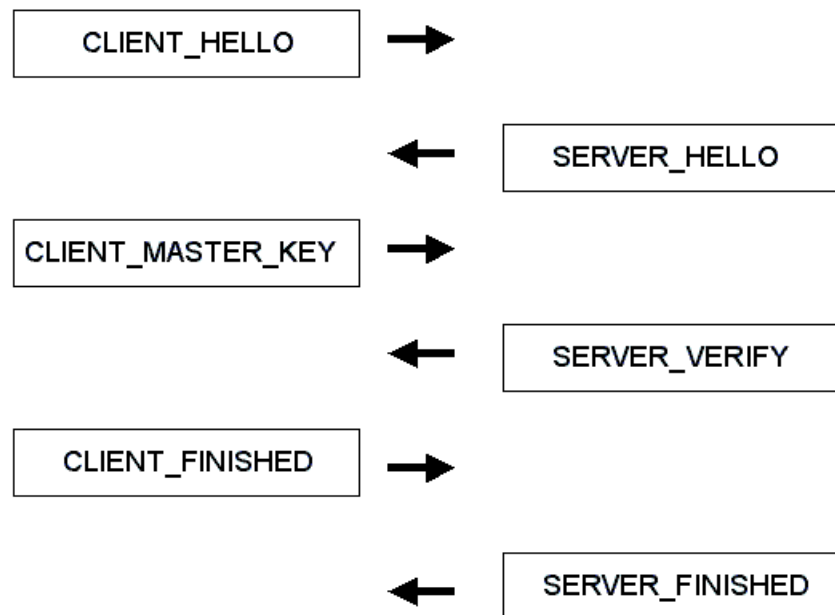 CLIENT_HELLO
SERVER_HELLO
CLIENT_MASTER_KEY
SERVER_VERIFY
CLIENT_FINISHED
SERVER_FINISHED